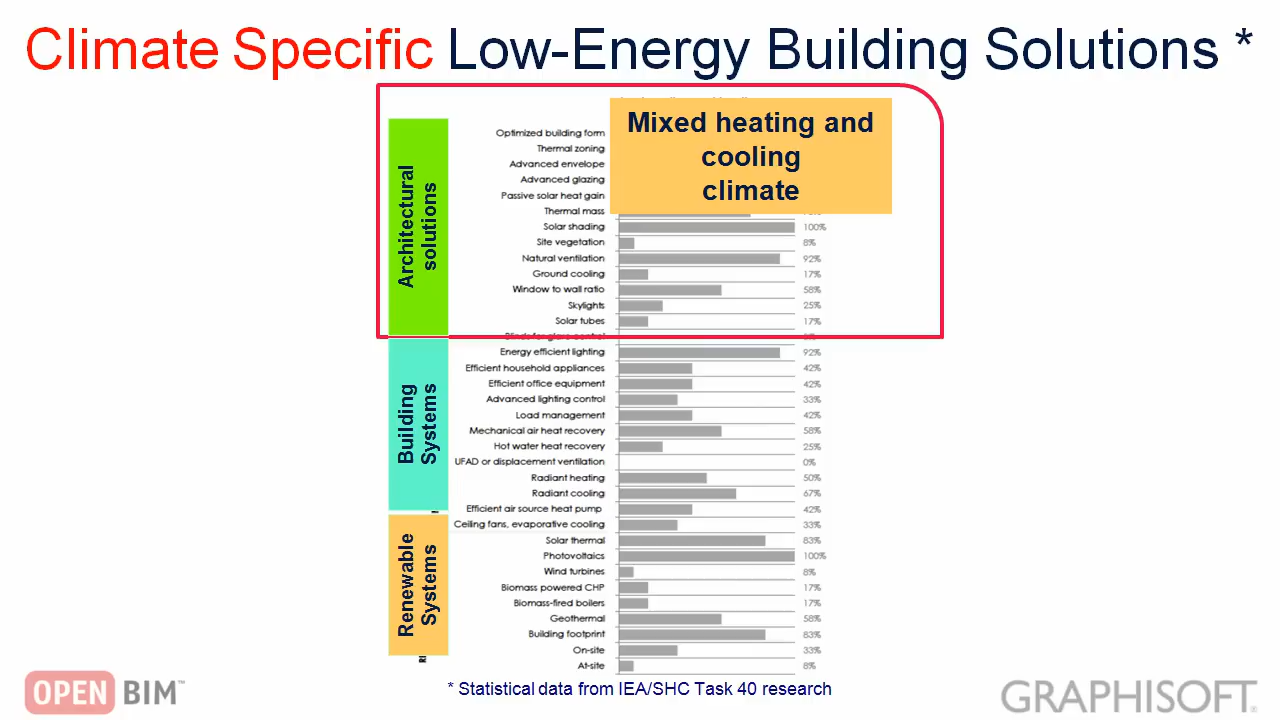 Climate Specific Low-Energy Building Solutions *
Mixed heating and
cooling
climate
Architectural
solutions
Optimized building form
Thermal zoning
Advanced envelope
Advanced glazing
Passive solar heat gain
Thermal mass
Solar shading 100%
Site vegetation 8%
Natural ventilation 92%
Ground cooling 17%
Window to wall ratio 58%
Skylights 25%
Solar tubes 17%
Building
Systems
Energy efficient lighting 92%
Efficient household appliances 42%
Efficient office equipment 42%
Advanced lighting control 33%
Load management 42%
Mechanical air heat recovery 58%
Hot water heat recovery 25%
UFAD or displacement ventilation 0%
Radiant heating 50%
Radiant cooling 67%
Efficient air source heat pump 42%
Ceiling fans, evaporative cooling 33%
Renewable
Systems
Solar thermal 83%
Photovoltaics 100%
Wind turbines 8%
Biomass powered CHP 17%
Biomass-fired boilers 17%
Geothermal 58%
Building footprint 83%
On-site 33%
At-site 8%
* Statistical data from IEA/SHC Task 40 research
OPEN BIM™
GRAPHISOFT®